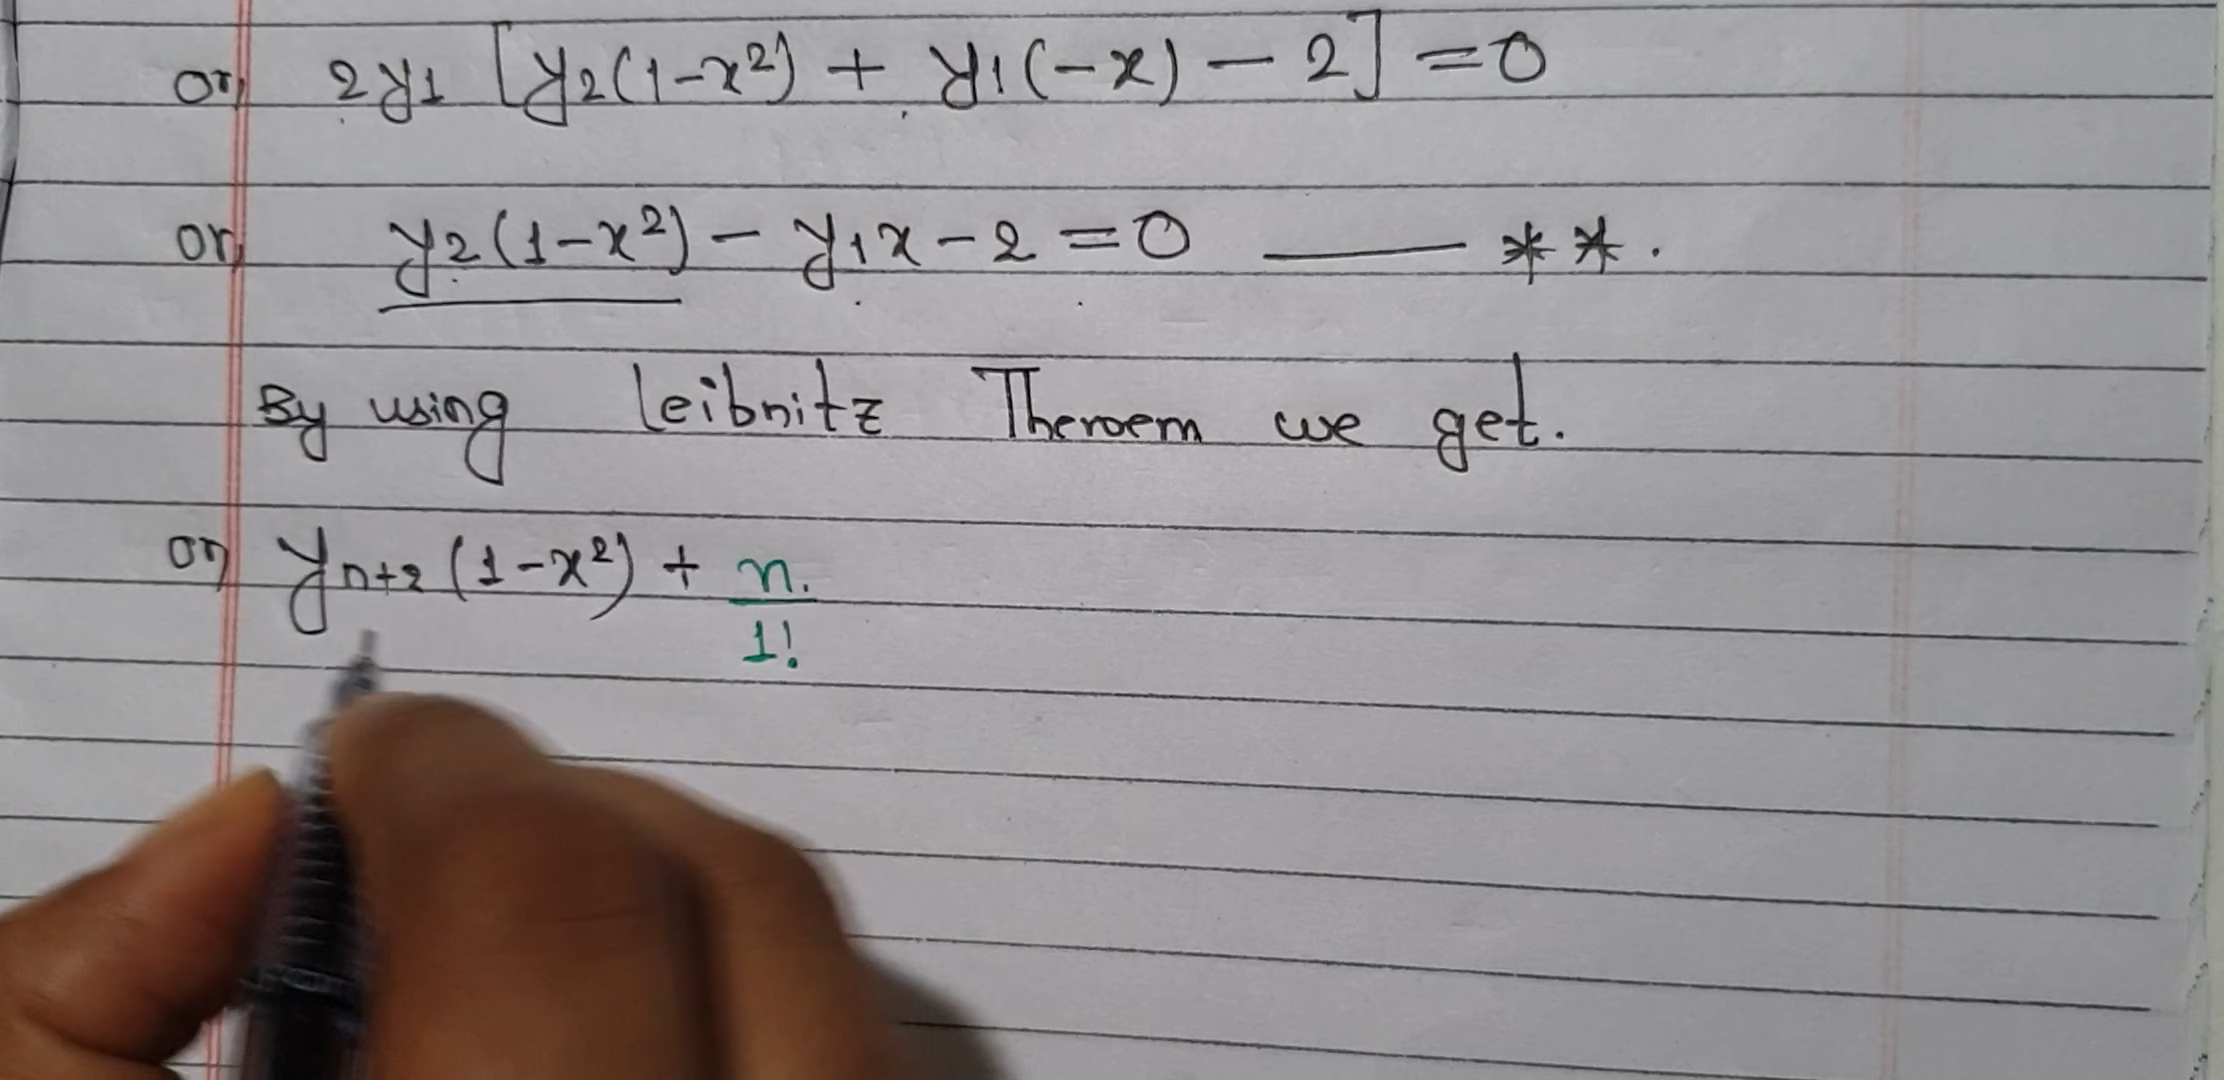 or, 2y1 [y2(1-x²) + y1(-x) - 2] = 0
or, y2(1-x²) - y1x - 2 = 0 —— **.
By using leibnitz Theroem we get.
or, yn+2 (1-x²) + n./1!